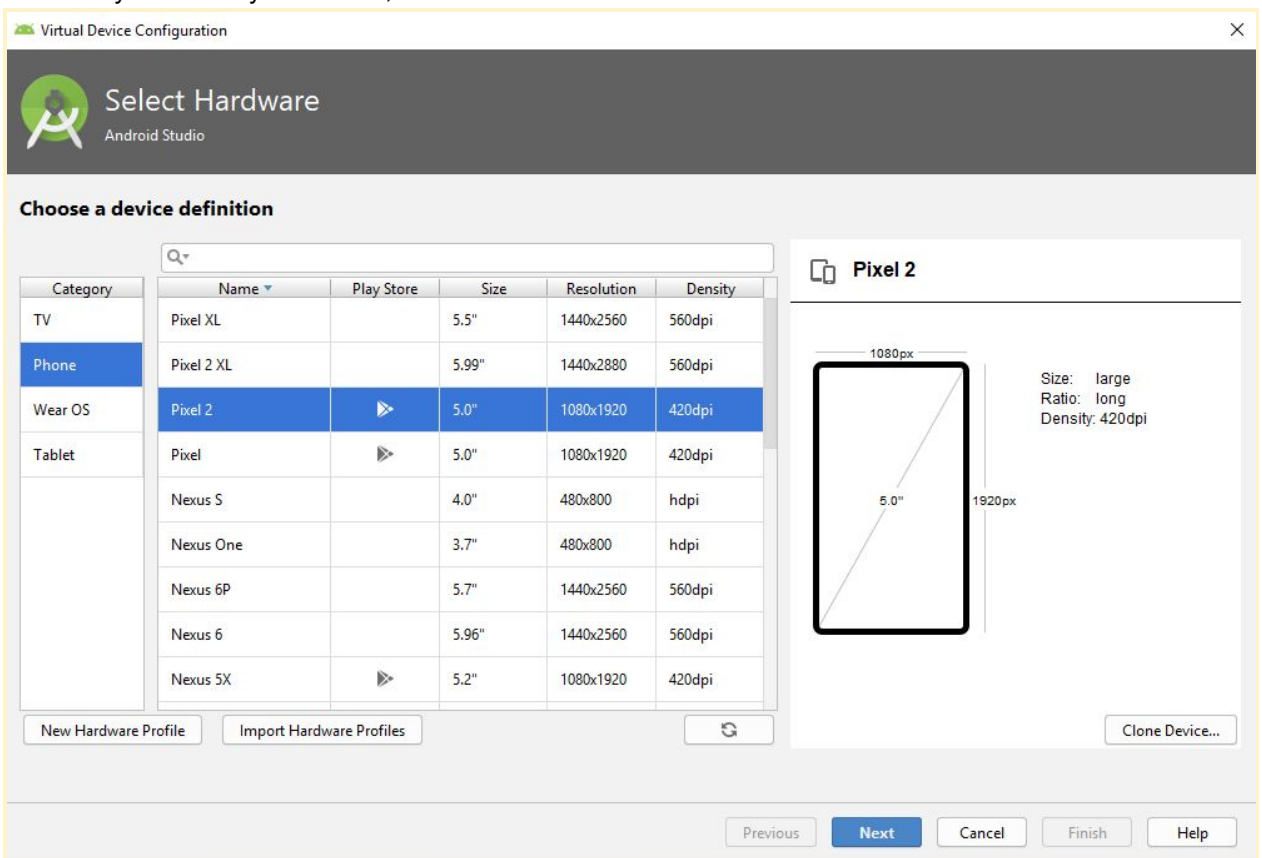 Virtual Device Configuration
Select Hardware
Android Studio
Choose a device definition
Category
TV
Phone
Wear OS
Tablet
Name Play Store Size Resolution Density
Pixel XL 5.5" 1440x2560 560dpi
Pixel 2 XL 5.99" 1440x2880 560dpi
Pixel 2 5.0" 1080x1920 420dpi
Pixel 5.0" 1080x1920 420dpi
Nexus S 4.0" 480x800 hdpi
Nexus One 3.7" 480x800 hdpi
Nexus 6P 5.7" 1440x2560 560dpi
Nexus 6 5.96" 1440x2560 560dpi
Nexus 5X 5.2" 1080x1920 420dpi
New Hardware Profile
Import Hardware Profiles
Pixel 2
1080px
5.0"
1920px
Size: large
Ratio: long
Density: 420dpi
Clone Device...
Previous
Next
Cancel
Finish
Help